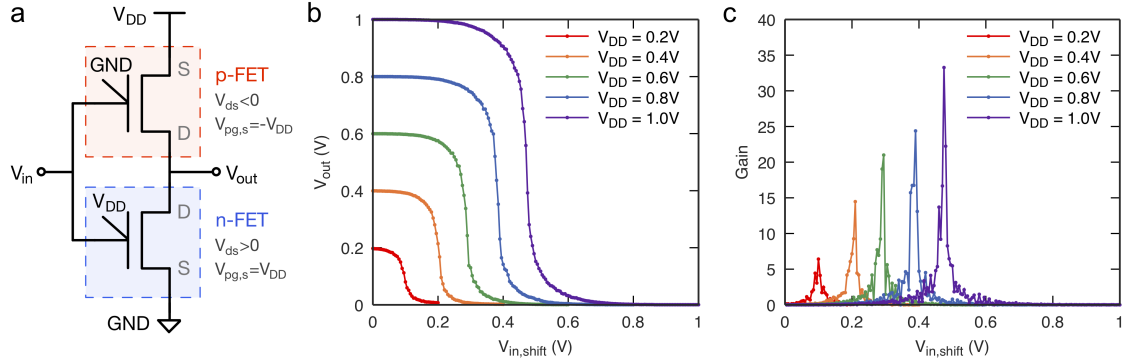 a
V_DD
GND
S
D
p-FET
V_ds<0
V_pg,s=-V_DD
V_in
V_out
V_DD
D
S
n-FET
V_ds>0
V_pg,s=V_DD
GND
b
1
0.8
0.6
0.4
0.2
0
V_out (V)
0 0.2 0.4 0.6 0.8 1
V_in,shift (V)
V_DD = 0.2V
V_DD = 0.4V
V_DD = 0.6V
V_DD = 0.8V
V_DD = 1.0V
c
40
35
30
25
20
15
10
5
0
Gain
0 0.2 0.4 0.6 0.8 1
V_in,shift (V)
V_DD = 0.2V
V_DD = 0.4V
V_DD = 0.6V
V_DD = 0.8V
V_DD = 1.0V